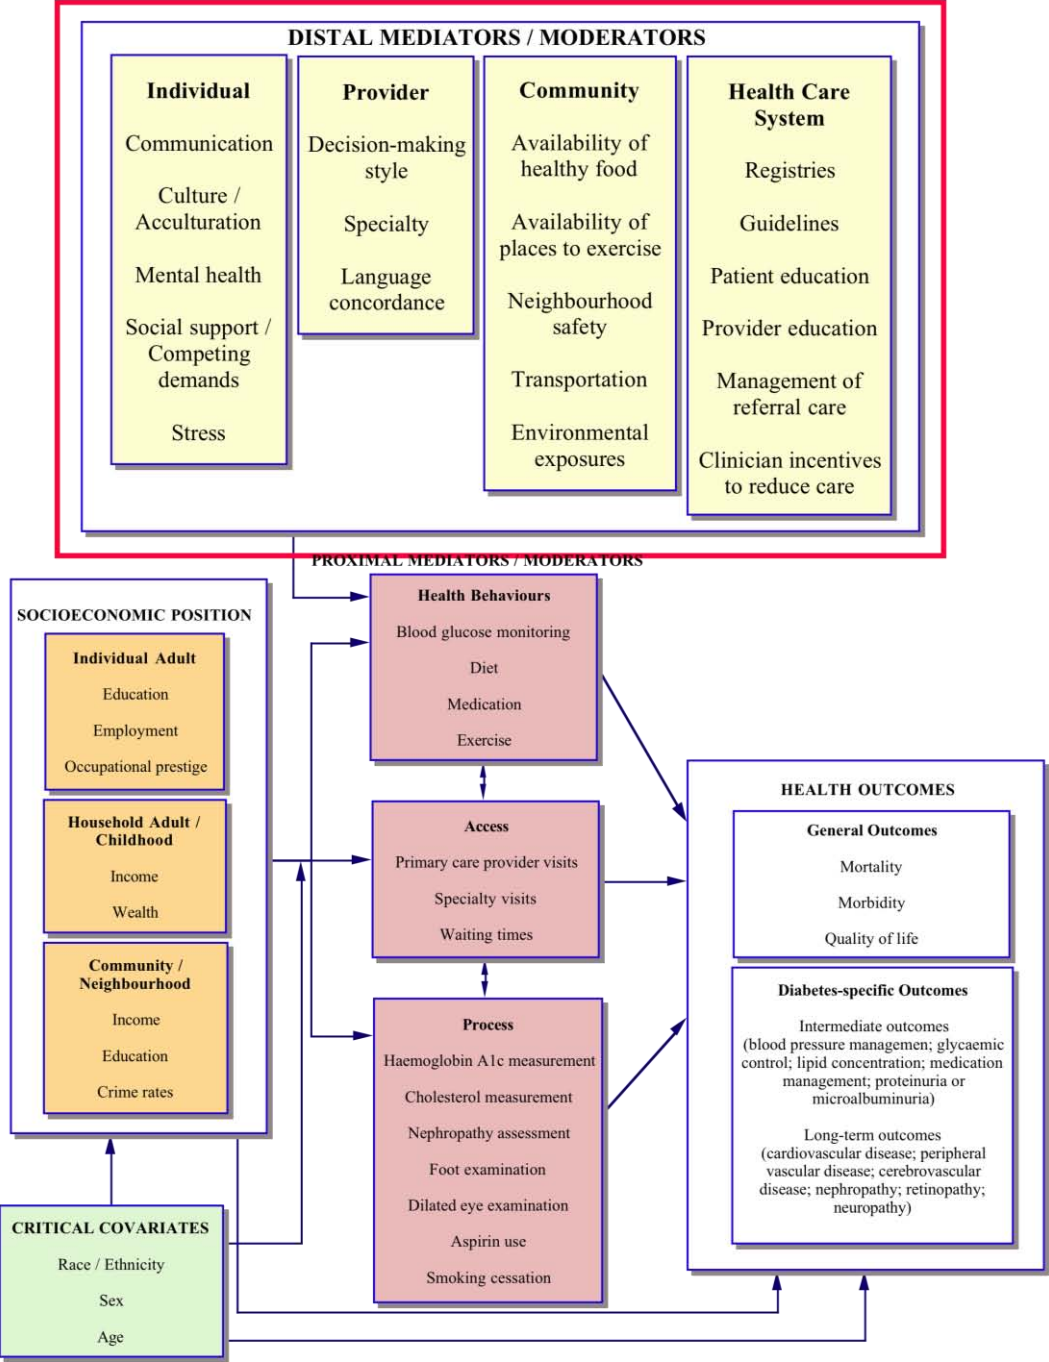 DISTAL MEDIATORS / MODERATORS
Individual
Communication
Culture /
Acculturation
Mental health
Social support /
Competing
demands
Stress
Provider
Decision-making
style
Specialty
Language
concordance
Community
Availability of
healthy food
Availability of
places to exercise
Neighbourhood
safety
Transportation
Environmental
exposures
Health Care
System
Registries
Guidelines
Patient education
Provider education
Management of
referral care
Clinician incentives
to reduce care
PROXIMAL MEDIATORS / MODERATORS
SOCIOECONOMIC POSITION
Individual Adult
Education
Employment
Occupational prestige
Household Adult /
Childhood
Income
Wealth
Community /
Neighbourhood
Income
Education
Crime rates
CRITICAL COVARIATES
Race / Ethnicity
Sex
Age
Health Behaviours
Blood glucose monitoring
Diet
Medication
Exercise
Access
Primary care provider visits
Specialty visits
Waiting times
Process
Haemoglobin A1c measurement
Cholesterol measurement
Nephropathy assessment
Foot examination
Dilated eye examination
Aspirin use
Smoking cessation
HEALTH OUTCOMES
General Outcomes
Mortality
Morbidity
Quality of life
Diabetes-specific Outcomes
Intermediate outcomes
(blood pressure managemen; glycaemic
control; lipid concentration; medication
management; proteinuria or
microalbuminuria)
Long-term outcomes
(cardiovascular disease; peripheral
vascular disease; cerebrovascular
disease; nephropathy; retinopathy;
neuropathy)